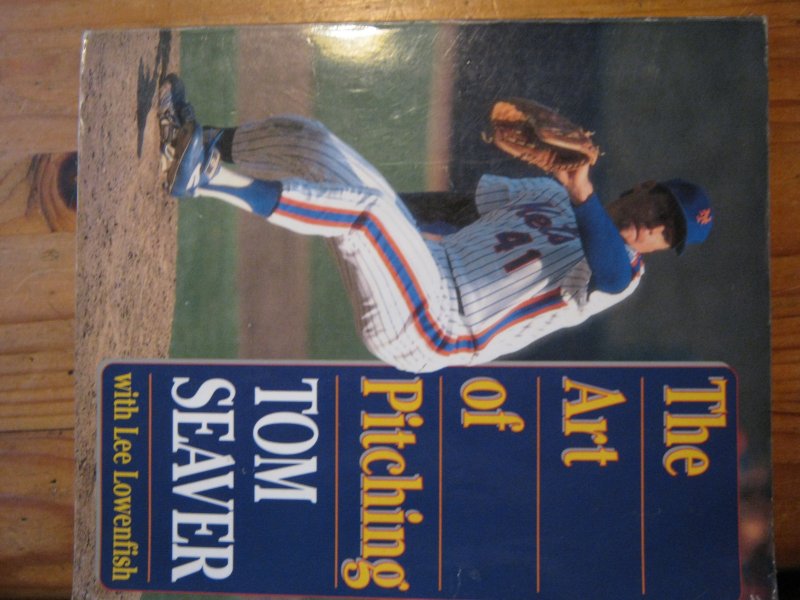 The
Art
of
Pitching
TOM
SEAVER
with Lee Lowenfish
Mets
41